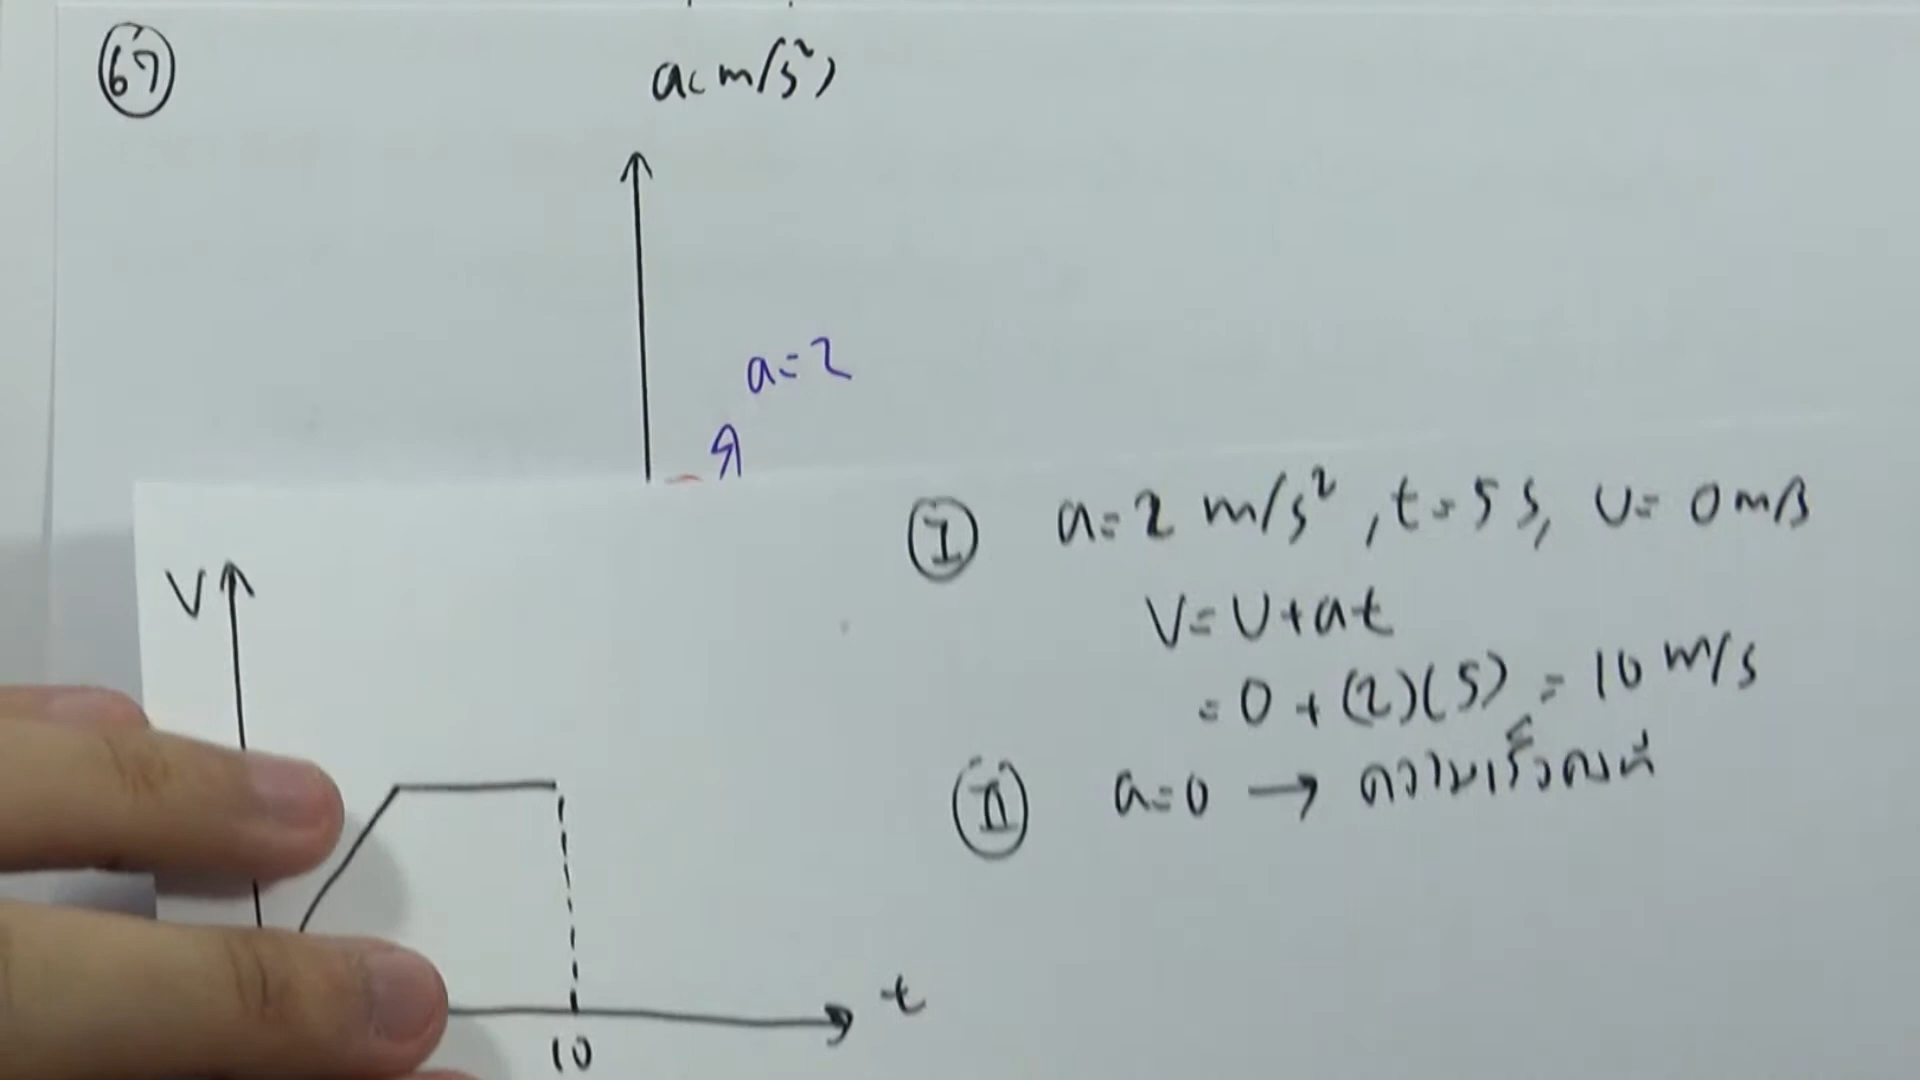 67
a(m/s²)
a=2
I a=2 m/s², t=5 s, u= 0 m/s
V=u+at
=0+(2)(5) = 10 m/s
II a=0 → ความเร็วคงที่
V
t
10